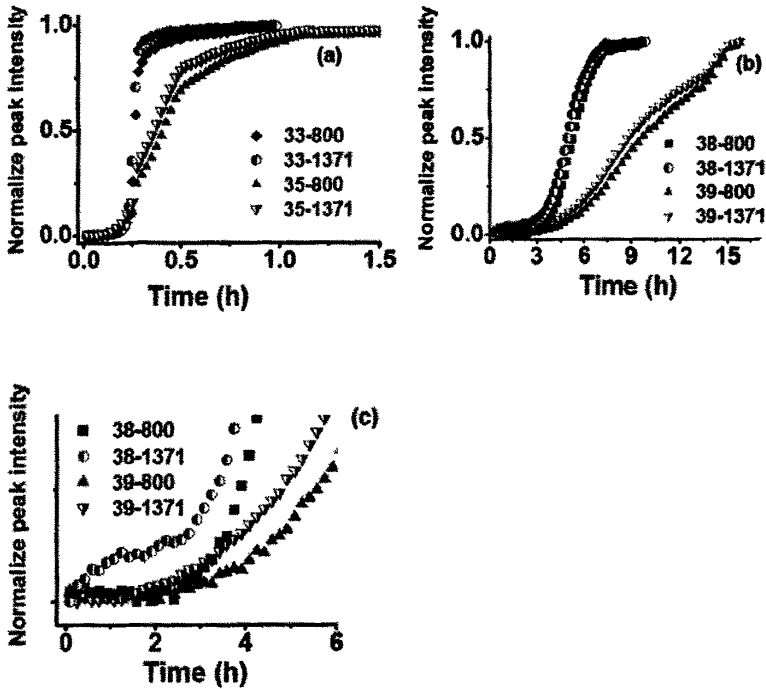 Normalize peak intensity
1.0
0.5
0.0
(a)
33-800
33-1371
35-800
35-1371
0.0 0.5 1.0 1.5
Time (h)
Normalize peak intensity
1.0
0.5
0.0
(b)
38-800
38-1371
39-800
39-1371
0 3 6 9 12 15
Time (h)
Normalize peak intensity
(c)
38-800
38-1371
39-800
39-1371
0 2 4 6
Time (h)